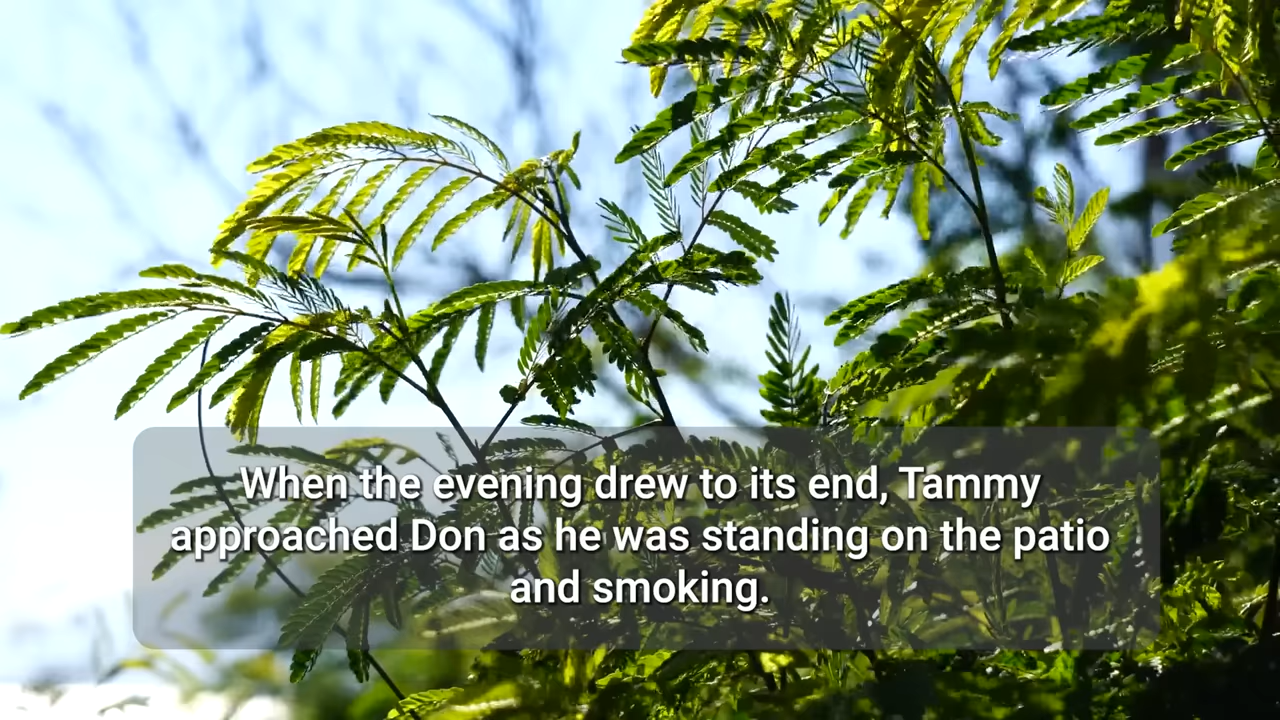 When the evening drew to its end, Tammy
approached Don as he was standing on the patio
and smoking.